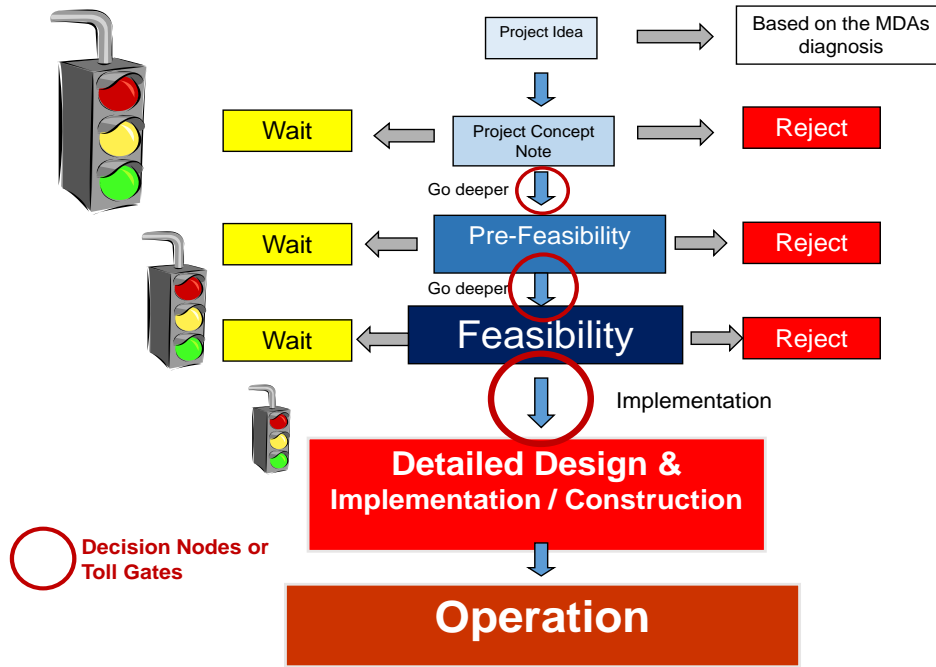 Project Idea
Based on the MDAs
diagnosis
Wait
Project Concept
Note
Reject
Go deeper
Wait
Pre-Feasibility
Reject
Go deeper
Wait
Feasibility
Reject
Implementation
Detailed Design &
Implementation / Construction
Decision Nodes or
Toll Gates
Operation